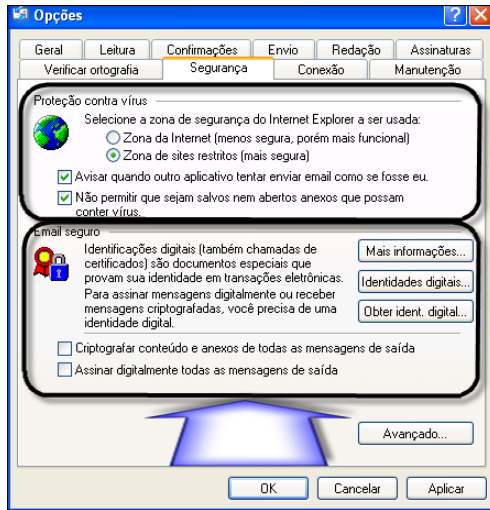 Opções
Geral Leitura Confirmações Envio Redação Assinaturas
Verificar ortografia Segurança Conexão Manutenção
Proteção contra vírus
Selecione a zona de segurança do Internet Explorer a ser usada:
Zona da Internet (menos segura, porém mais funcional)
Zona de sites restritos (mais segura)
Avisar quando outro aplicativo tentar enviar email como se fosse eu.
Não permitir que sejam salvos nem abertos anexos que possam
conter vírus.
Email seguro
Identificações digitais (também chamadas de
certificados) são documentos especiais que
provam sua identidade em transações eletrônicas.
Mais informações...
Para assinar mensagens digitalmente ou receber
mensagens criptografadas, você precisa de uma
identidade digital.
Identidades digitais...
Obter ident. digital...
Criptografar conteúdo e anexos de todas as mensagens de saída
Assinar digitalmente todas as mensagens de saída
Avançado...
OK Cancelar Aplicar